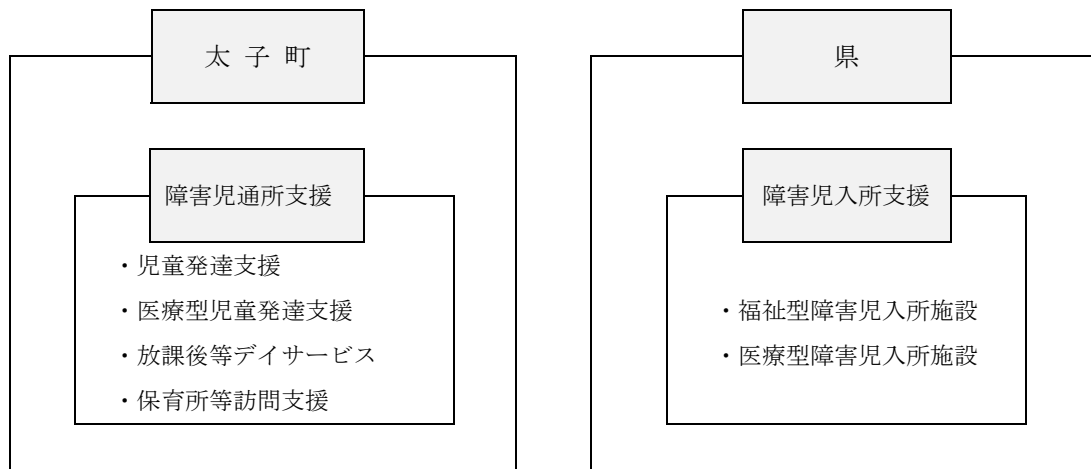 太 子 町
障害児通所支援
・児童発達支援
・医療型児童発達支援
・放課後等デイサービス
・保育所等訪問支援
県
障害児入所支援
・福祉型障害児入所施設
・医療型障害児入所施設